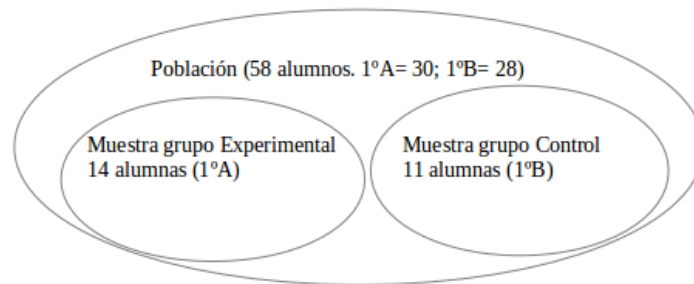 Población (58 alumnos. 1ºA= 30; 1ºB= 28)
Muestra grupo Experimental
14 alumnas (1ºA)
Muestra grupo Control
11 alumnas (1ºB)